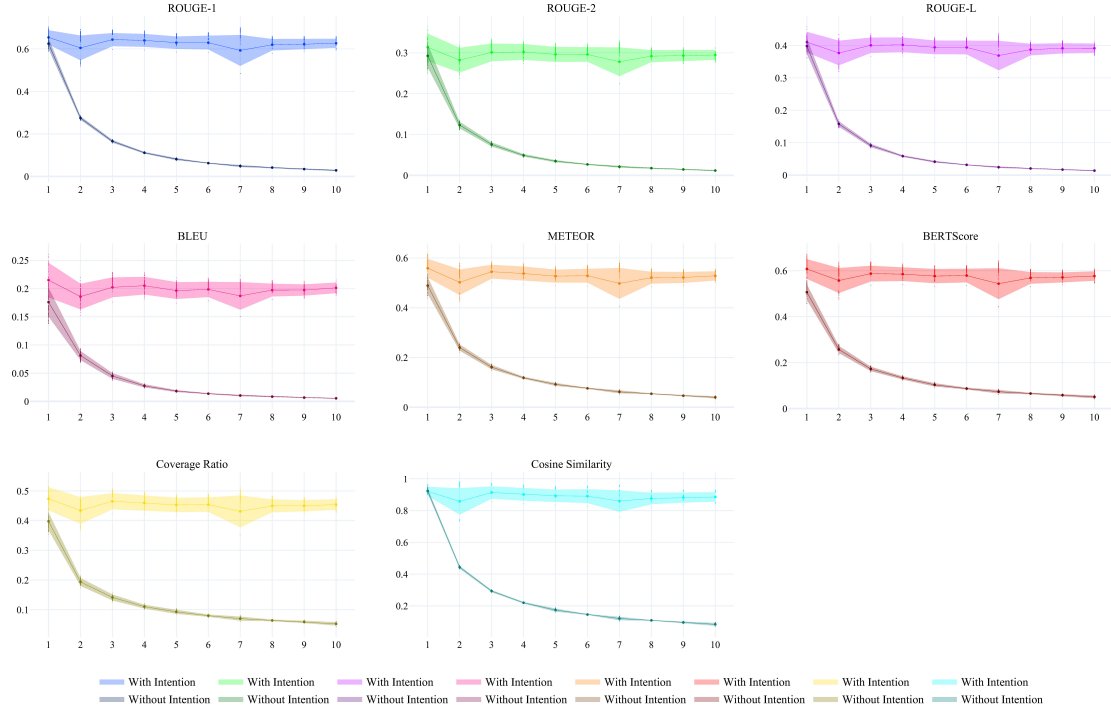 ROUGE-1 ROUGE-2 ROUGE-L
0.6 0.3 0.4
0.4 0.2 0.3
0.2 0.1 0.2
0 0 0.1
0
1 2 3 4 5 6 7 8 9 10 1 2 3 4 5 6 7 8 9 10 1 2 3 4 5 6 7 8 9 10
BLEU METEOR BERTScore
0.25 0.6 0.6
0.2 0.4 0.4
0.15 0.2 0.2
0.1 0 0
0.05
0
1 2 3 4 5 6 7 8 9 10 1 2 3 4 5 6 7 8 9 10 1 2 3 4 5 6 7 8 9 10
Coverage Ratio Cosine Similarity
0.5 1
0.4 0.8
0.3 0.6
0.2 0.4
0.1 0.2
1 2 3 4 5 6 7 8 9 10 1 2 3 4 5 6 7 8 9 10
With Intention With Intention With Intention With Intention With Intention With Intention With Intention With Intention
Without Intention Without Intention Without Intention Without Intention Without Intention Without Intention Without Intention Without Intention